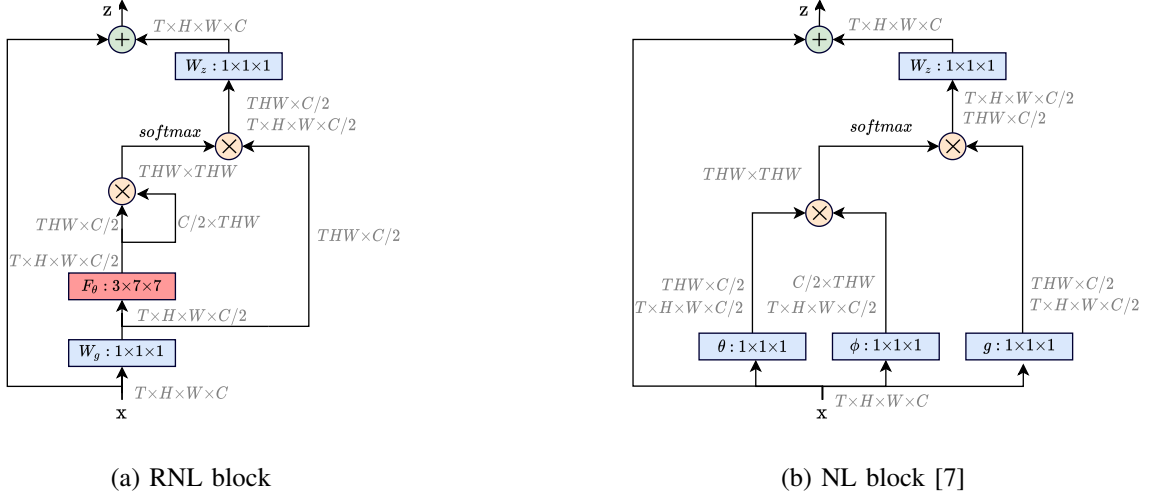 z
T×H×W×C
+
W_z : 1×1×1
THW×C/2
T×H×W×C/2
softmax
×
THW×THW
×
THW×C/2
C/2×THW
THW×C/2
T×H×W×C/2
F_θ : 3×7×7
T×H×W×C/2
W_g : 1×1×1
T×H×W×C
x
(a) RNL block
z
T×H×W×C
+
W_z : 1×1×1
T×H×W×C/2
THW×C/2
softmax
×
THW×THW
×
THW×C/2
T×H×W×C/2
C/2×THW
T×H×W×C/2
THW×C/2
T×H×W×C/2
θ : 1×1×1
ϕ : 1×1×1
g : 1×1×1
T×H×W×C
x
(b) NL block [7]